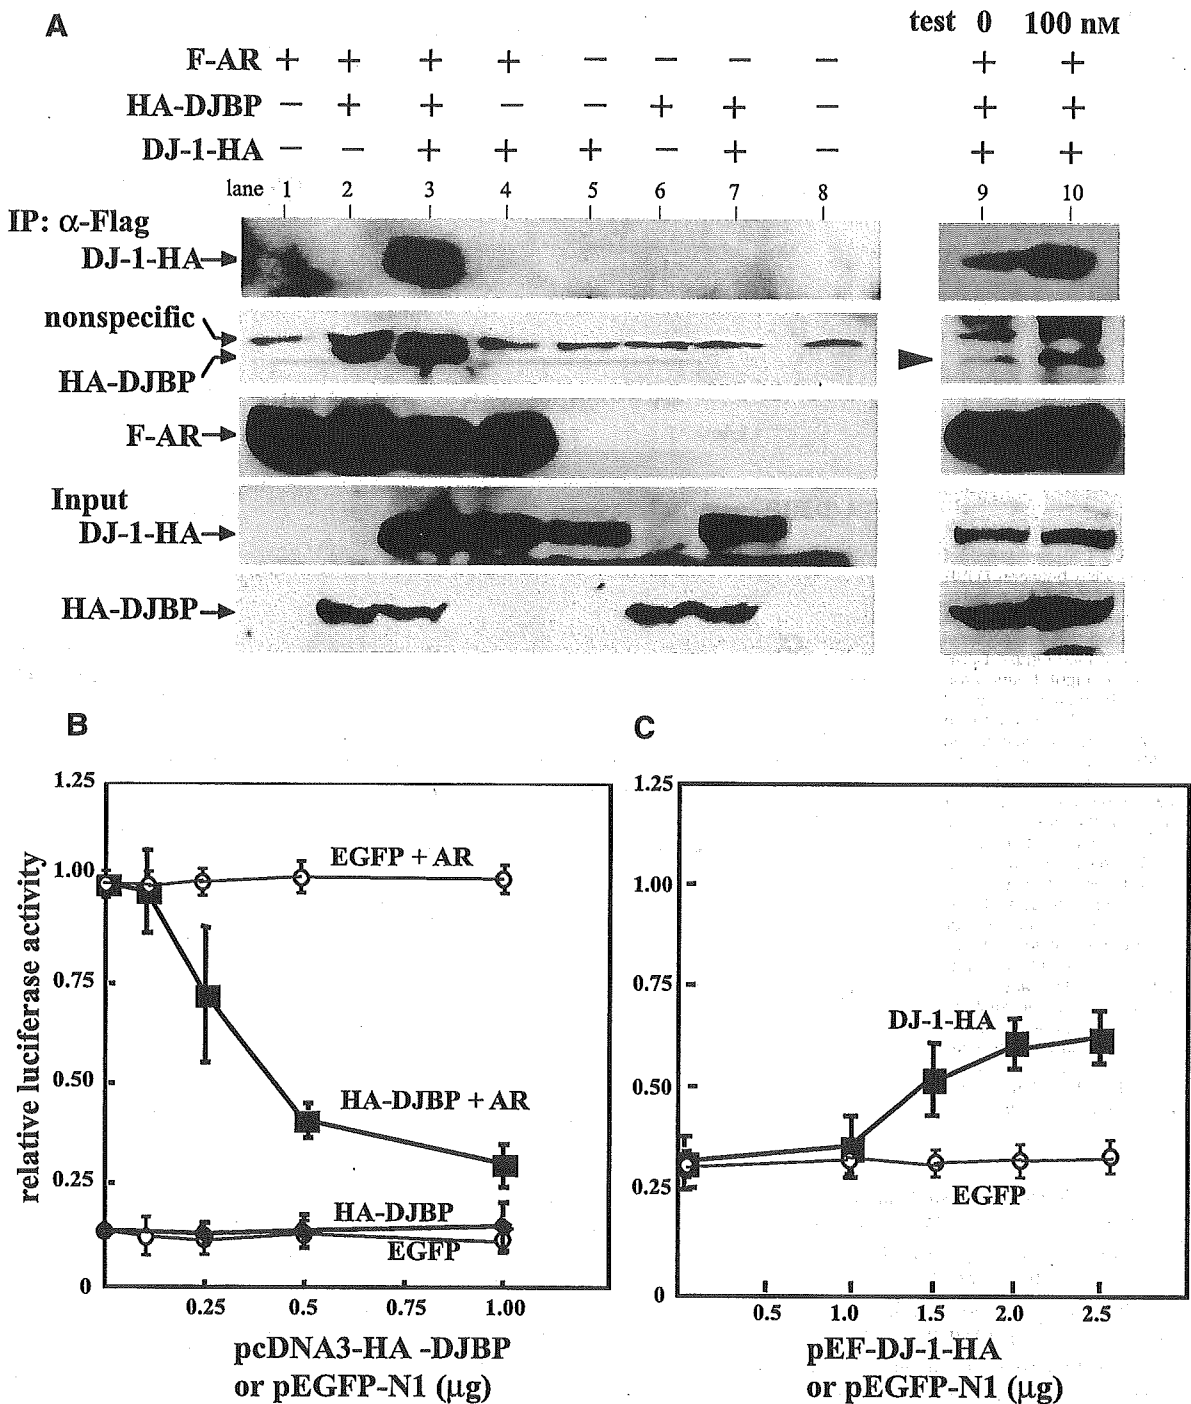 A
test 0 100 nM
F-AR + + + + − − − − + +
HA-DJBP − + + − − + + − + +
DJ-1-HA − − + + + − + − + +
lane 1 2 3 4 5 6 7 8 9 10
IP: α-Flag
DJ-1-HA
nonspecific
HA-DJBP
F-AR
Input
DJ-1-HA
HA-DJBP
B
1.25
1.00
0.75
0.50
0.25
0
relative luciferase activity
EGFP + AR
HA-DJBP + AR
HA-DJBP
EGFP
0.25 0.5 0.75 1.00
pcDNA3-HA -DJBP
or pEGFP-N1 (μg)
C
1.25
1.00
0.75
0.50
0.25
0
DJ-1-HA
EGFP
0.5 1.0 1.5 2.0 2.5
pEF-DJ-1-HA
or pEGFP-N1 (μg)